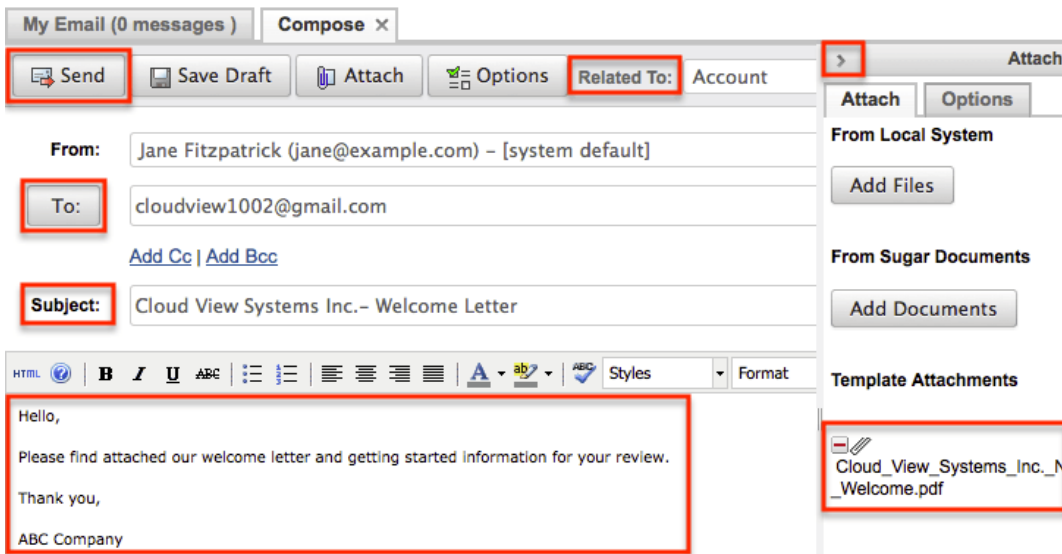 My Email (0 messages ) Compose ×
Send Save Draft Attach Options Related To: Account
Attach
Attach Options
From: Jane Fitzpatrick (jane@example.com) – [system default]
From Local System
Add Files
To: cloudview1002@gmail.com
Add Cc | Add Bcc
From Sugar Documents
Subject: Cloud View Systems Inc.– Welcome Letter
Add Documents
HTML ? B I U ABC A ab ABC Styles Format
Template Attachments
Hello,
Please find attached our welcome letter and getting started information for your review.
Thank you,
ABC Company
Cloud_View_Systems_Inc._N
_Welcome.pdf